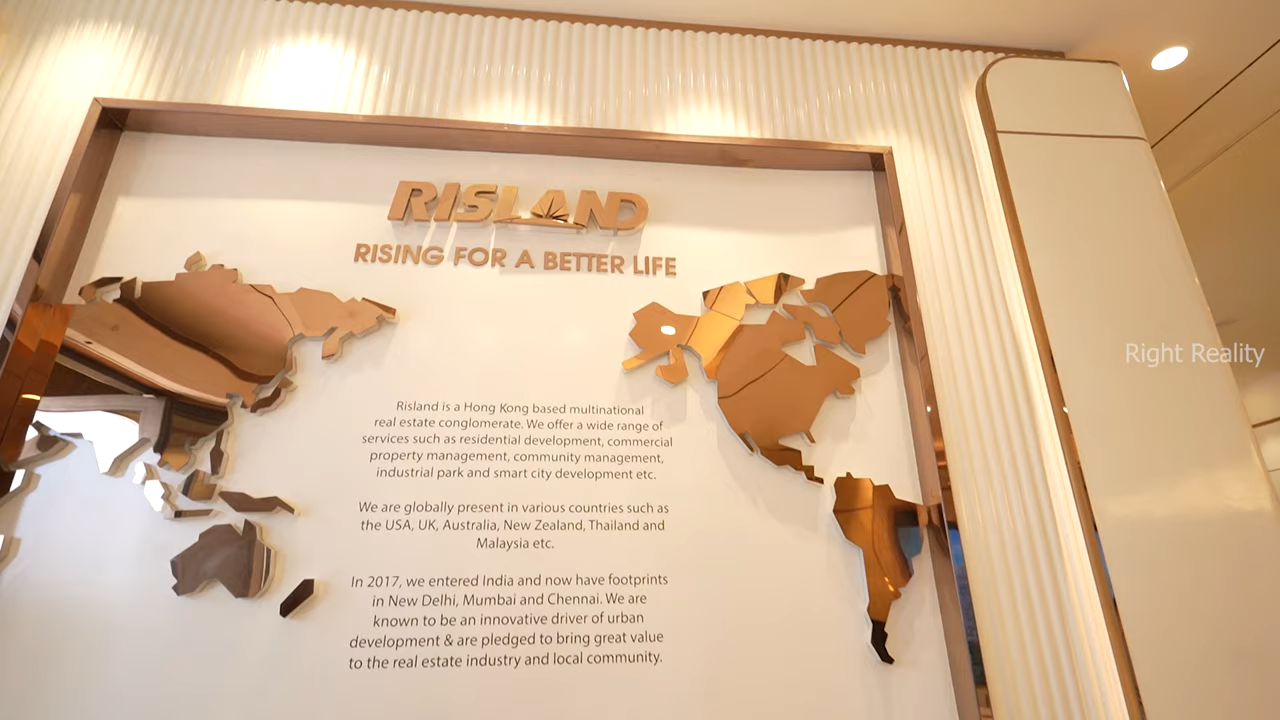 RISLAND
RISING FOR A BETTER LIFE
Risland is a Hong Kong based multinational
real estate conglomerate. We offer a wide range of
services such as residential development, commercial
property management, community management,
industrial park and smart city development etc.
We are globally present in various countries such as
the USA, UK, Australia, New Zealand, Thailand and
Malaysia etc.
In 2017, we entered India and now have footprints
in New Delhi, Mumbai and Chennai. We are
known to be an innovative driver of urban
development & are pledged to bring great value
to the real estate industry and local community.
Right Reality